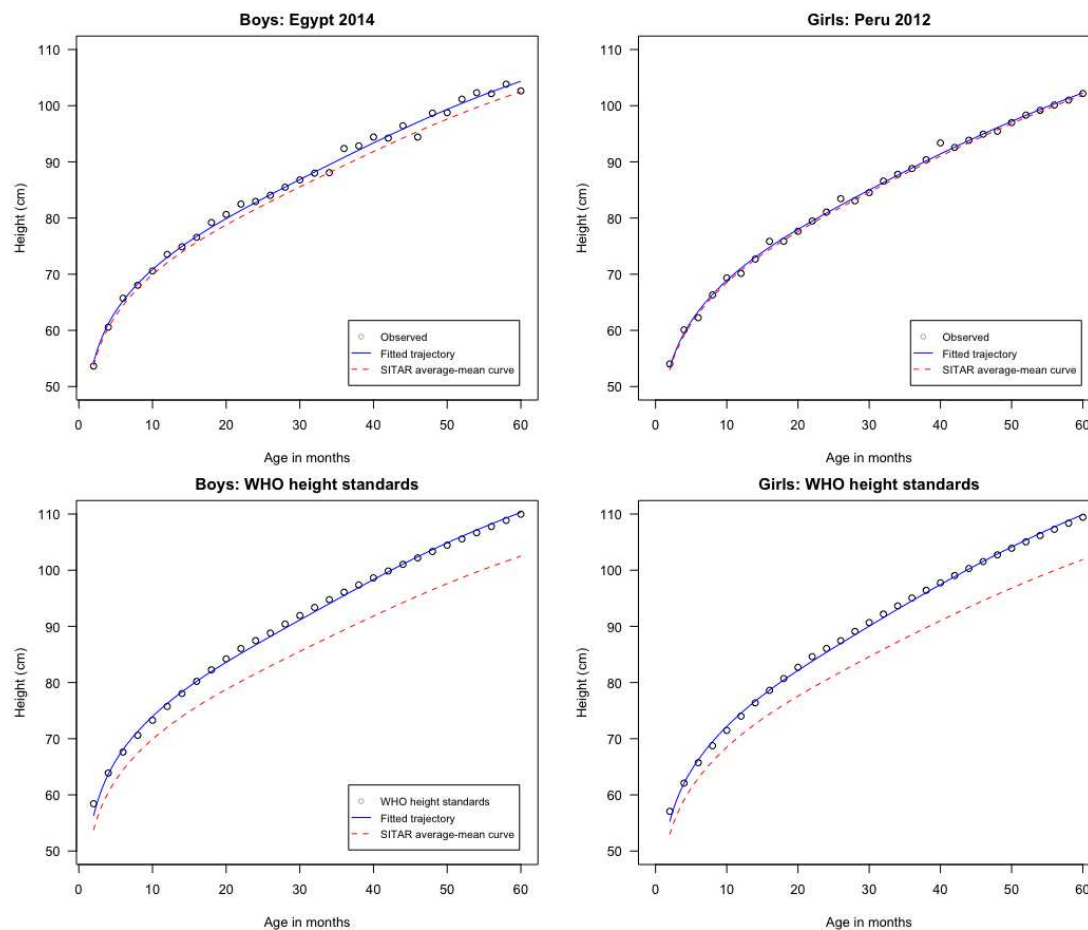 Boys: Egypt 2014
Height (cm)
110
100
90
80
70
60
50
0 10 20 30 40 50 60
Age in months
Observed
Fitted trajectory
SITAR average-mean curve
Girls: Peru 2012
Height (cm)
110
100
90
80
70
60
50
0 10 20 30 40 50 60
Age in months
Observed
Fitted trajectory
SITAR average-mean curve
Boys: WHO height standards
Height (cm)
110
100
90
80
70
60
50
0 10 20 30 40 50 60
Age in months
WHO height standards
Fitted trajectory
SITAR average-mean curve
Girls: WHO height standards
Height (cm)
110
100
90
80
70
60
50
0 10 20 30 40 50 60
Age in months